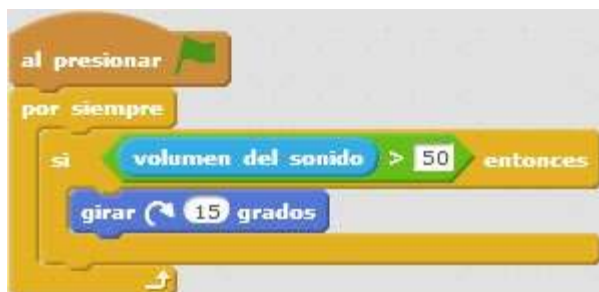 al presionar
por siempre
si volumen del sonido > 50 entonces
girar 15 grados